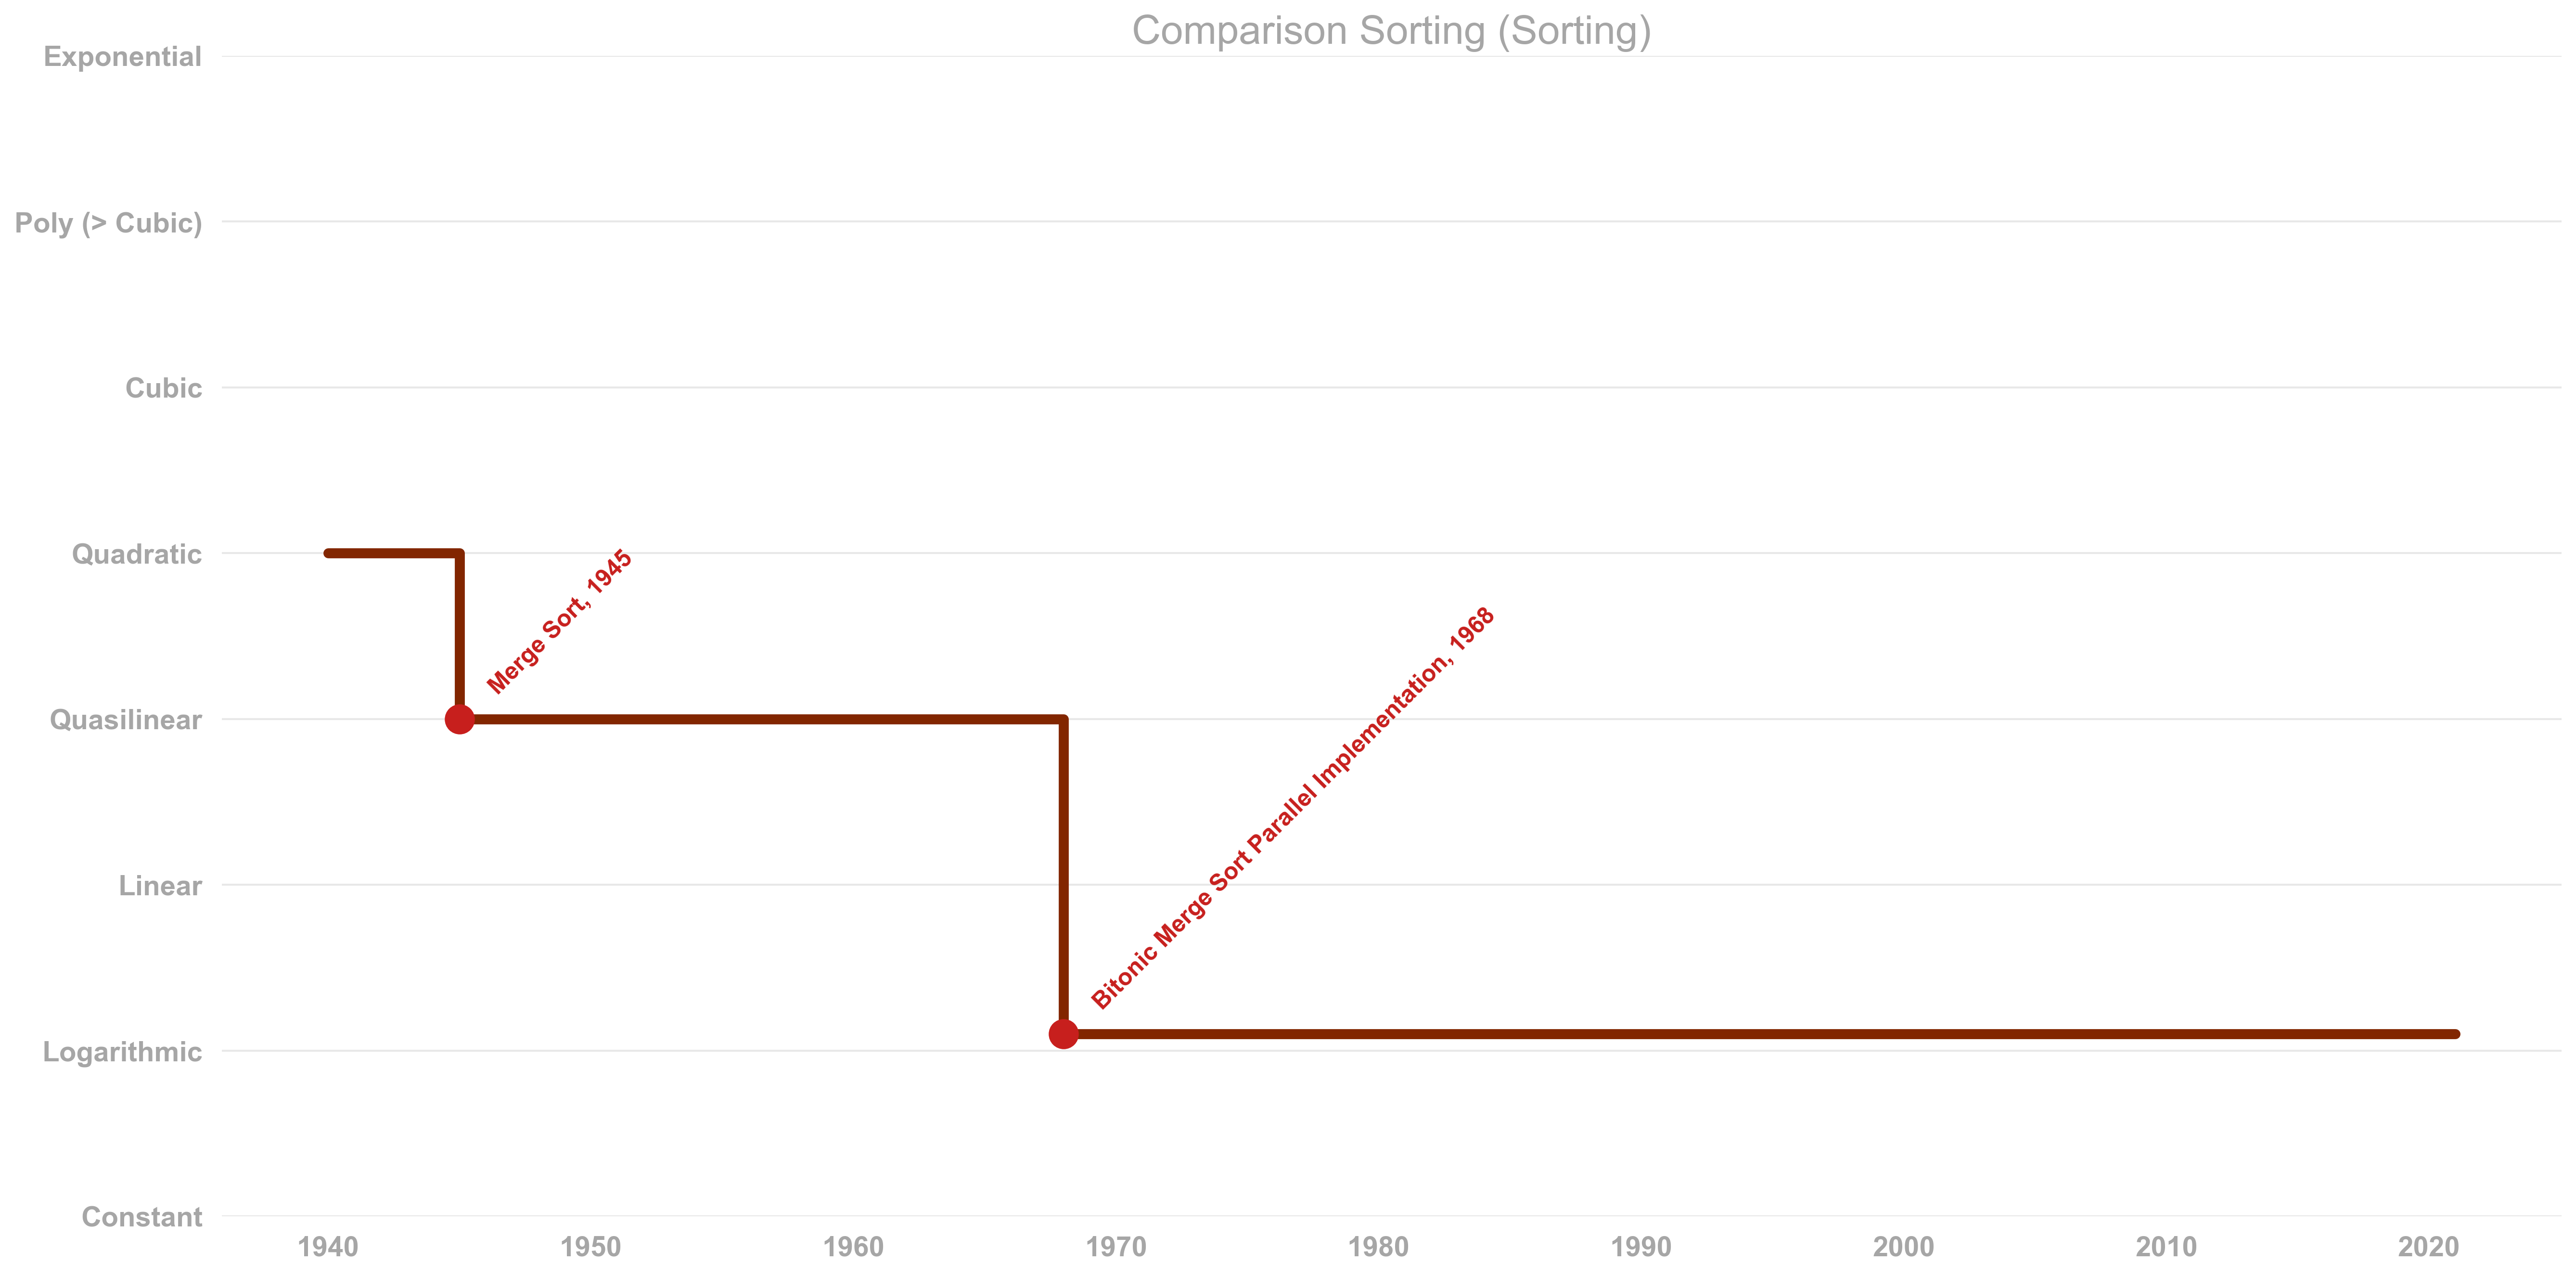 Comparison Sorting (Sorting)
Exponential
Poly (> Cubic)
Cubic
Quadratic
Quasilinear
Linear
Logarithmic
Constant
Merge Sort, 1945
Bitonic Merge Sort Parallel Implementation, 1968
1940 1950 1960 1970 1980 1990 2000 2010 2020